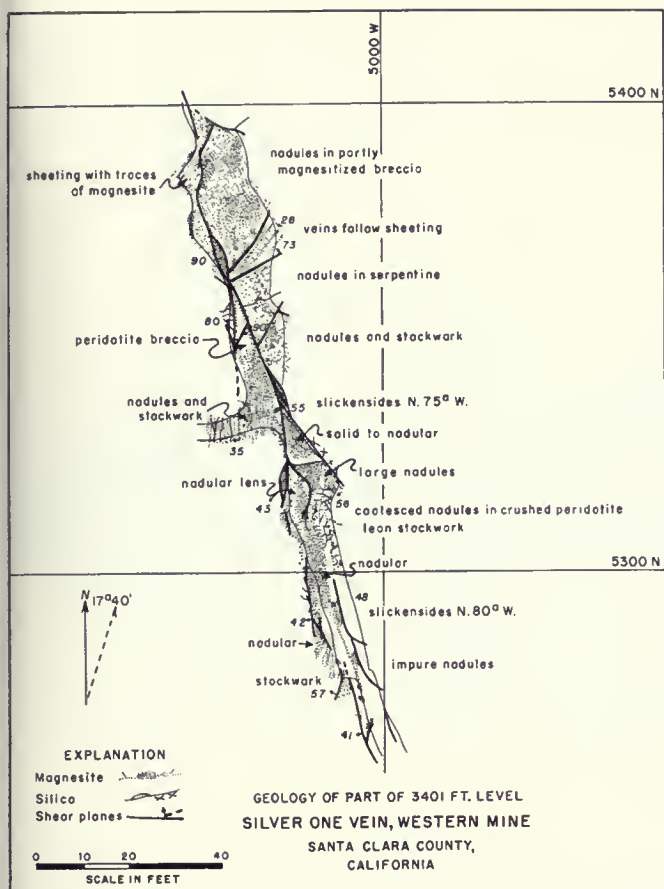 5000 W
5400 N
nodules in partly
magnesitized breccia
sheeting with traces
of magnesite
28
veins follow sheeting
73
90
nodules in serpentine
80
90
peridotite breccia
nodules and stockwork
nodules and
stockwork
55
slickensides N. 75° W.
35
solid to nodular
large nodules
nodular lens
45
56
coalesced nodules in crushed peridotite
lean stockwork
nodular
5300 N
48
slickensides N. 80° W.
42
nodular
impure nodules
stockwork
57
41
N 17°40'
EXPLANATION
Magnesite
Silica
Shear planes
0 10 20 40
SCALE IN FEET
GEOLOGY OF PART OF 3401 FT. LEVEL
SILVER ONE VEIN, WESTERN MINE
SANTA CLARA COUNTY,
CALIFORNIA